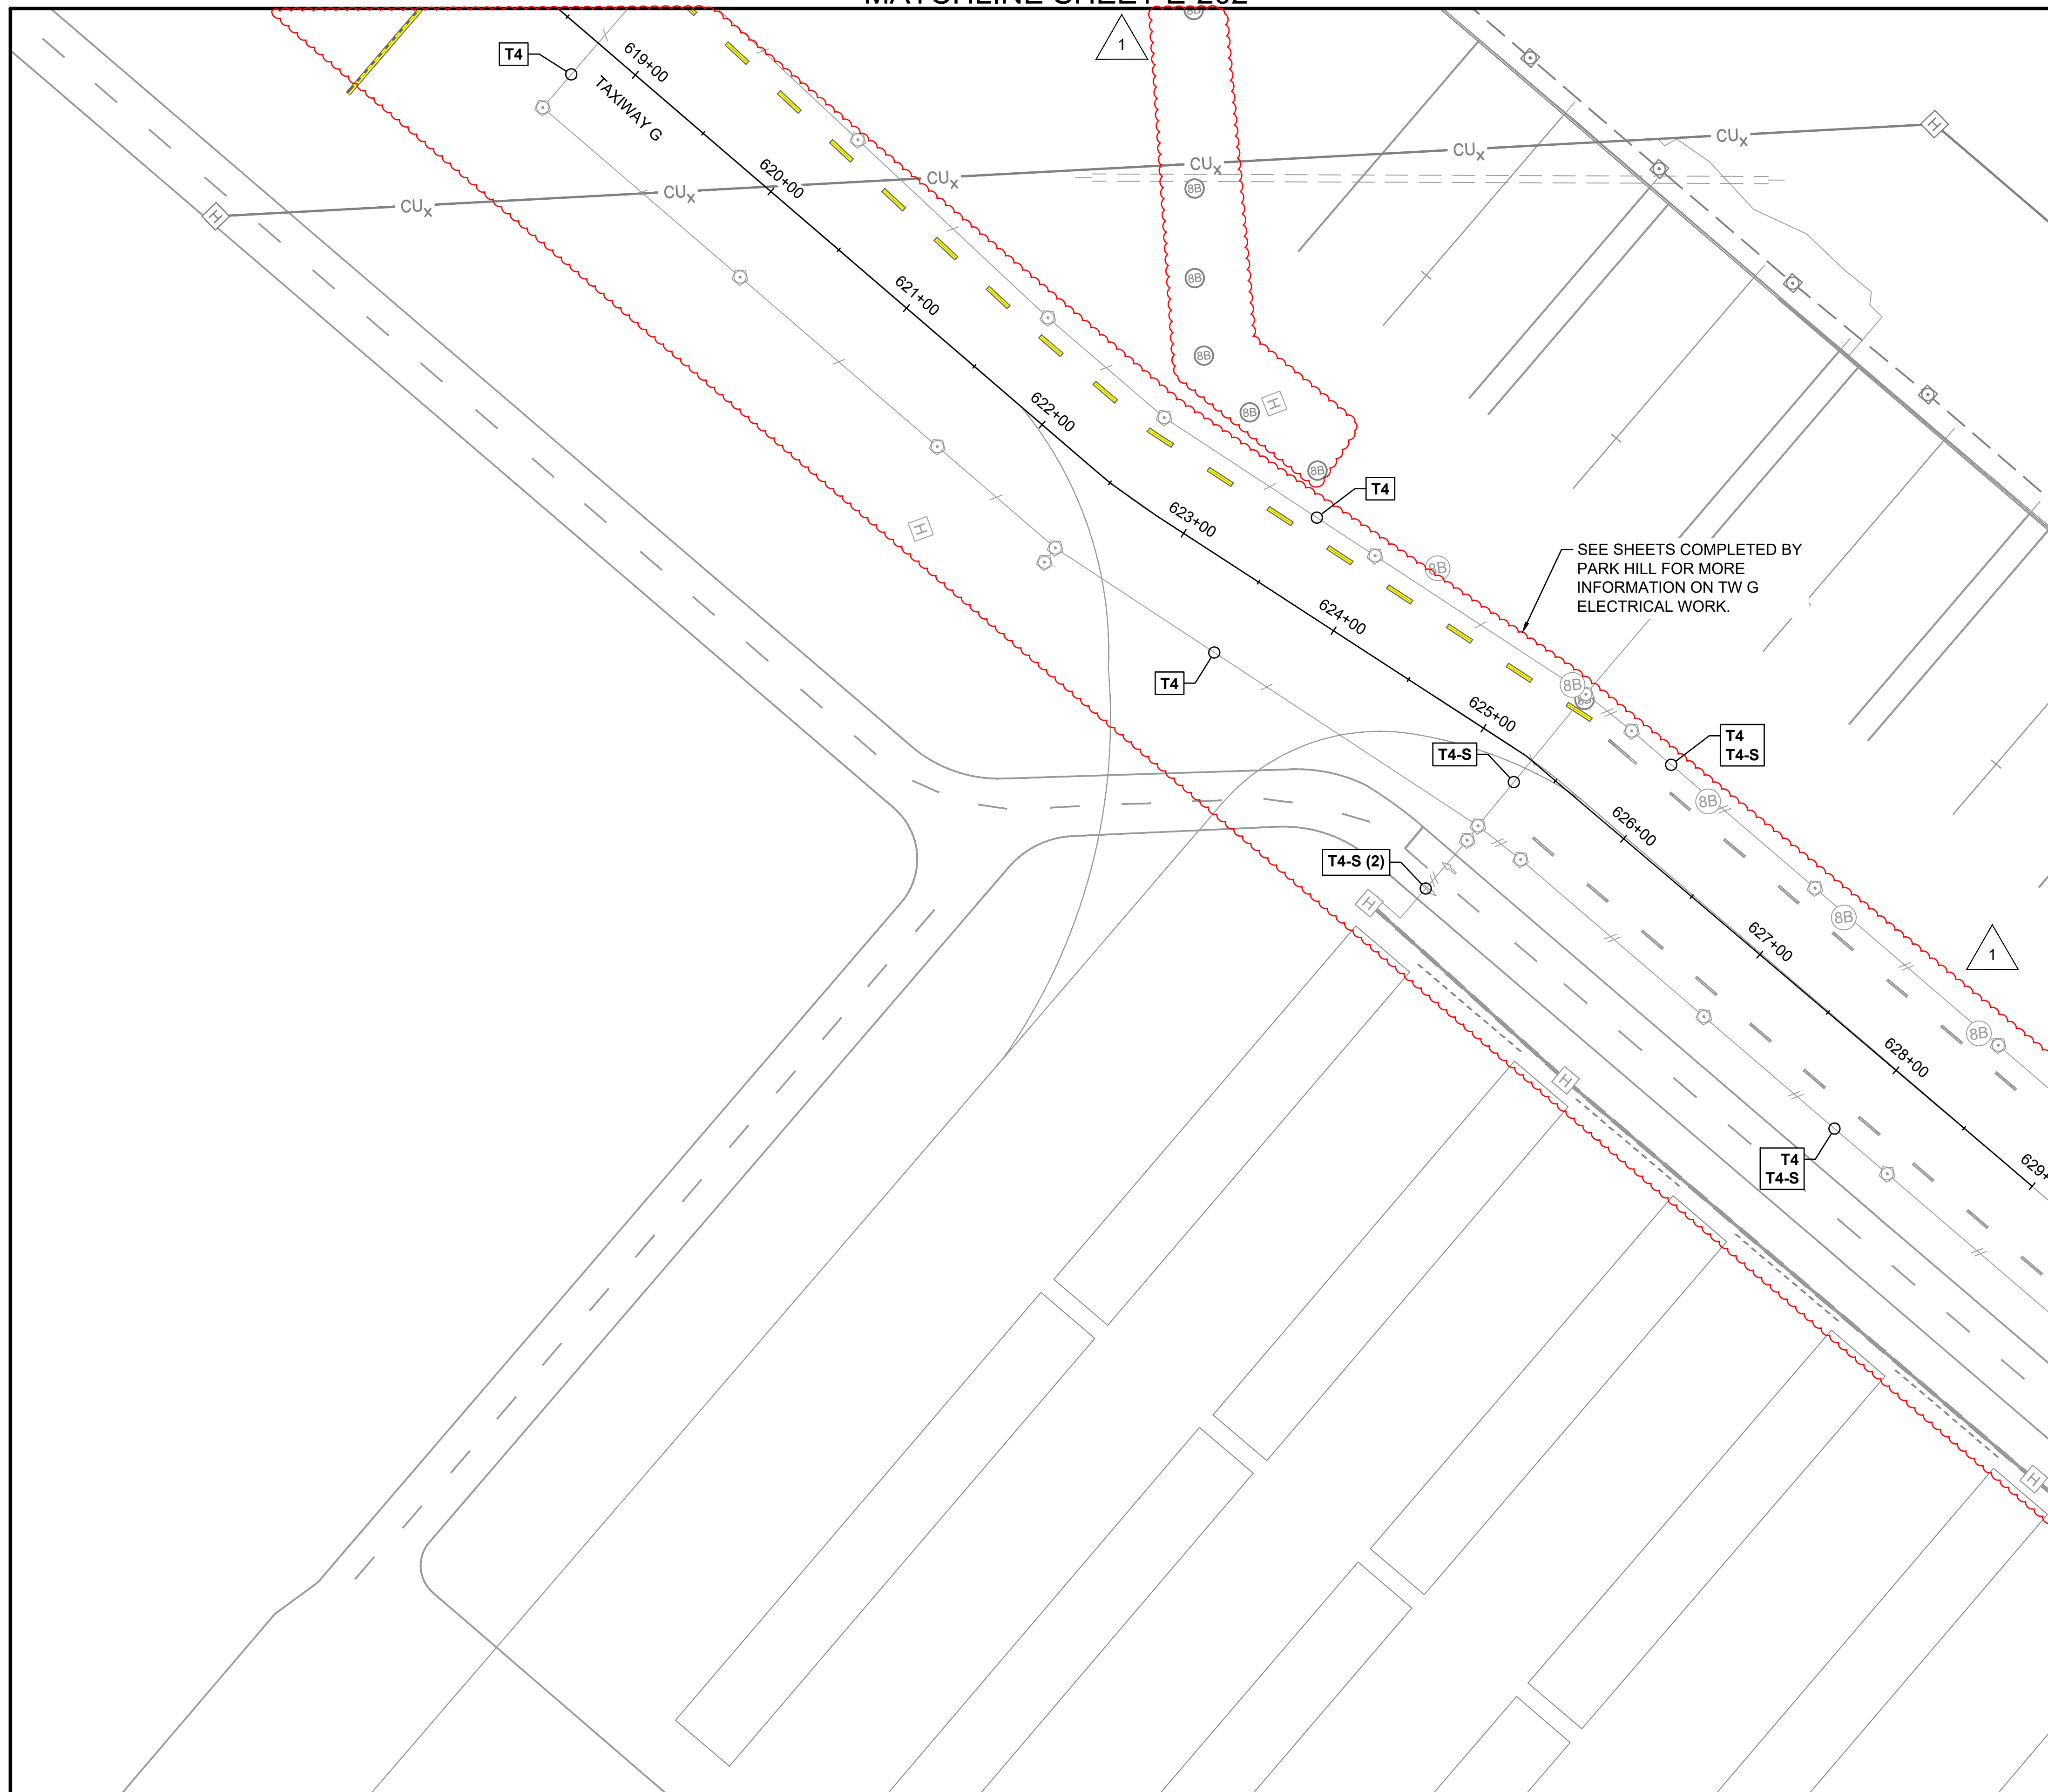 MATCHLINE SHEET E-202
T4
619+00
TAXIWAY G
1
620+00
CUx
CUx
CUx
CUx
CUx
CUx
H
H
8B
8B
8B
8B
8B
H
621+00
622+00
T4
623+00
H
8B
SEE SHEETS COMPLETED BY
PARK HILL FOR MORE
INFORMATION ON TW G
ELECTRICAL WORK.
624+00
T4
8B
625+00
T4-S
T4
T4-S
8B
626+00
T4-S (2)
H
8B
627+00
1
8B
628+00
H
T4
T4-S
H